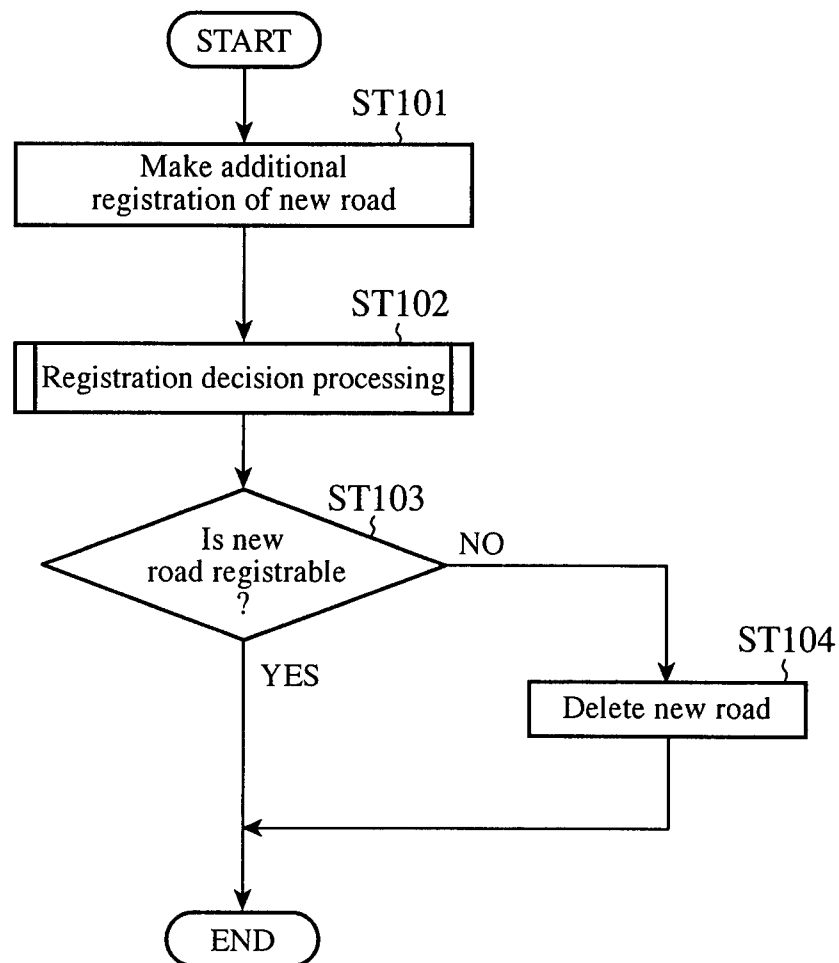 START
ST101
Make additional
registration of new road
ST102
Registration decision processing
ST103
Is new
road registrable
?
NO
YES
ST104
Delete new road
END